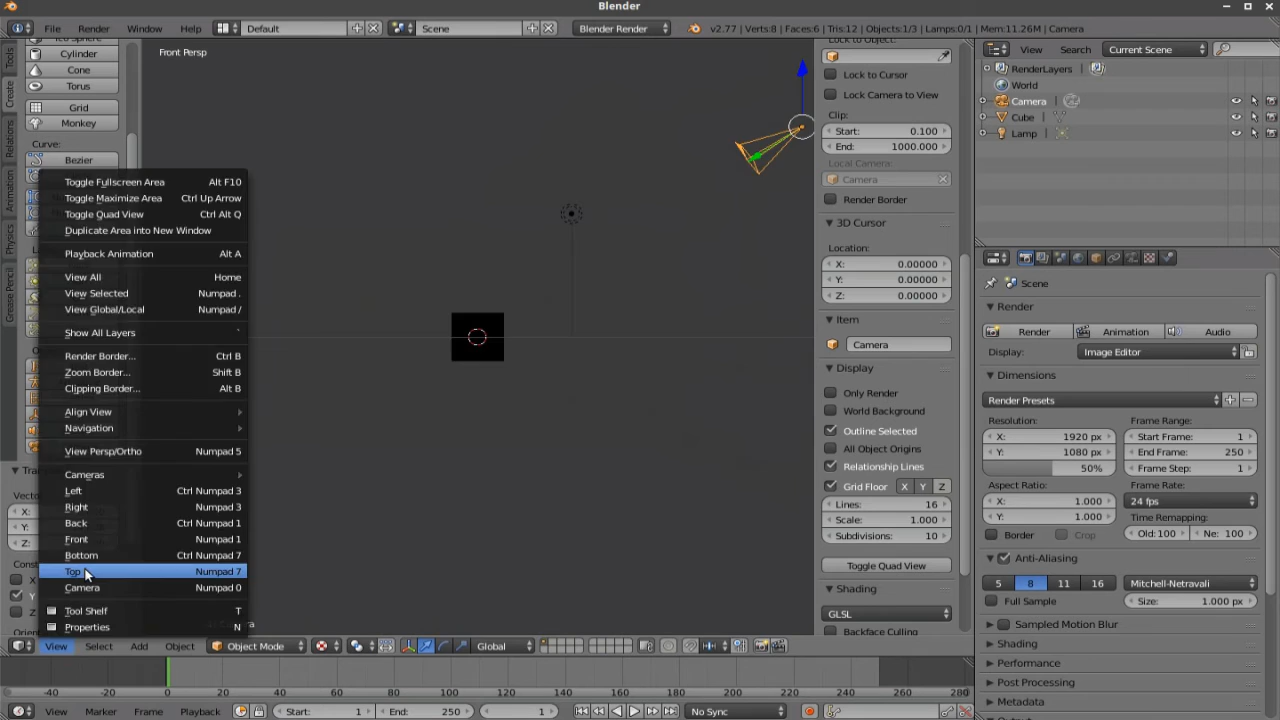 Blender
File
Render
Window
Help
Default
Scene
Blender Render
v2.77 | Verts:8 | Faces:6 | Tris:12 | Objects:1/3 | Lamps:0/1 | Mem:11.26M | Camera
Tools
Create
Relations
Animation
Physics
Grease Pencil
Cylinder
Cone
Torus
Grid
Monkey
Curve:
Bezier
Front Persp
Toggle Fullscreen Area Alt F10
Toggle Maximize Area Ctrl Up Arrow
Toggle Quad View Ctrl Alt Q
Duplicate Area into New Window
Playback Animation Alt A
View All Home
View Selected Numpad .
View Global/Local Numpad /
Show All Layers `
Render Border... Ctrl B
Zoom Border... Shift B
Clipping Border... Alt B
Align View
Navigation
View Persp/Ortho Numpad 5
Cameras
Left Ctrl Numpad 3
Right Numpad 3
Back Ctrl Numpad 1
Front Numpad 1
Bottom Ctrl Numpad 7
Top Numpad 7
Camera Numpad 0
Tool Shelf T
Properties N
Vecto
X:
Y:
Z:
Cons
X
Y
Z
Lock to Object:
Lock to Cursor
Lock Camera to View
Clip:
Start: 0.100
End: 1000.000
Local Camera:
Camera
Render Border
3D Cursor
Location:
X: 0.00000
Y: 0.00000
Z: 0.00000
Item
Camera
Display
Only Render
World Background
Outline Selected
All Object Origins
Relationship Lines
Grid Floor X Y Z
Lines: 16
Scale: 1.000
Subdivisions: 10
Toggle Quad View
Shading
GLSL
Backface Culling
View
Search
Current Scene
RenderLayers
World
Camera
Cube
Lamp
Scene
Render
Render
Animation
Audio
Display:
Image Editor
Dimensions
Render Presets
Resolution:
X: 1920 px
Y: 1080 px
50%
Frame Range:
Start Frame: 1
End Frame: 250
Frame Step: 1
Aspect Ratio:
X: 1.000
Y: 1.000
Border
Crop
Frame Rate:
24 fps
Time Remapping:
Old:100
Ne: 100
Anti-Aliasing
5 8 11 16
Mitchell-Netravali
Full Sample
Size: 1.000 px
Sampled Motion Blur
Shading
Performance
Post Processing
Metadata
View
Select
Add
Object
Object Mode
Global
-40 -20 0 20 40 60 80 100 120 140 160 180 200 220 240 260 280
View
Marker
Frame
Playback
Start: 1
End: 250
1
No Sync